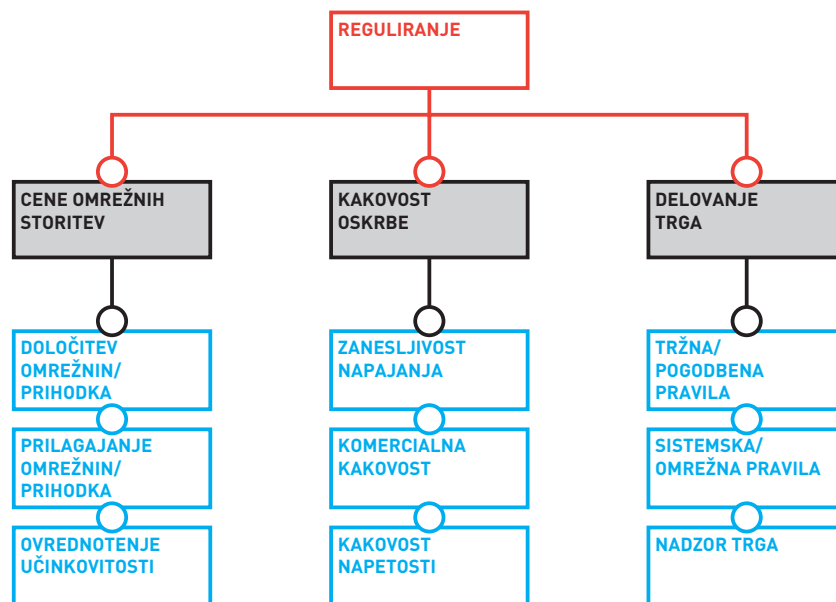 REGULIRANJE
CENE OMREŽNIH
STORITEV
DOLOČITEV
OMREŽNIN/
PRIHODKA
PRILAGAJANJE
OMREŽNIN/
PRIHODKA
OVREDNOTENJE
UČINKOVITOSTI
KAKOVOST
OSKRBE
ZANESLJIVOST
NAPAJANJA
KOMERCIALNA
KAKOVOST
KAKOVOST
NAPETOSTI
DELOVANJE
TRGA
TRŽNA/
POGODBENA
PRAVILA
SISTEMSKA/
OMREŽNA PRAVILA
NADZOR TRGA